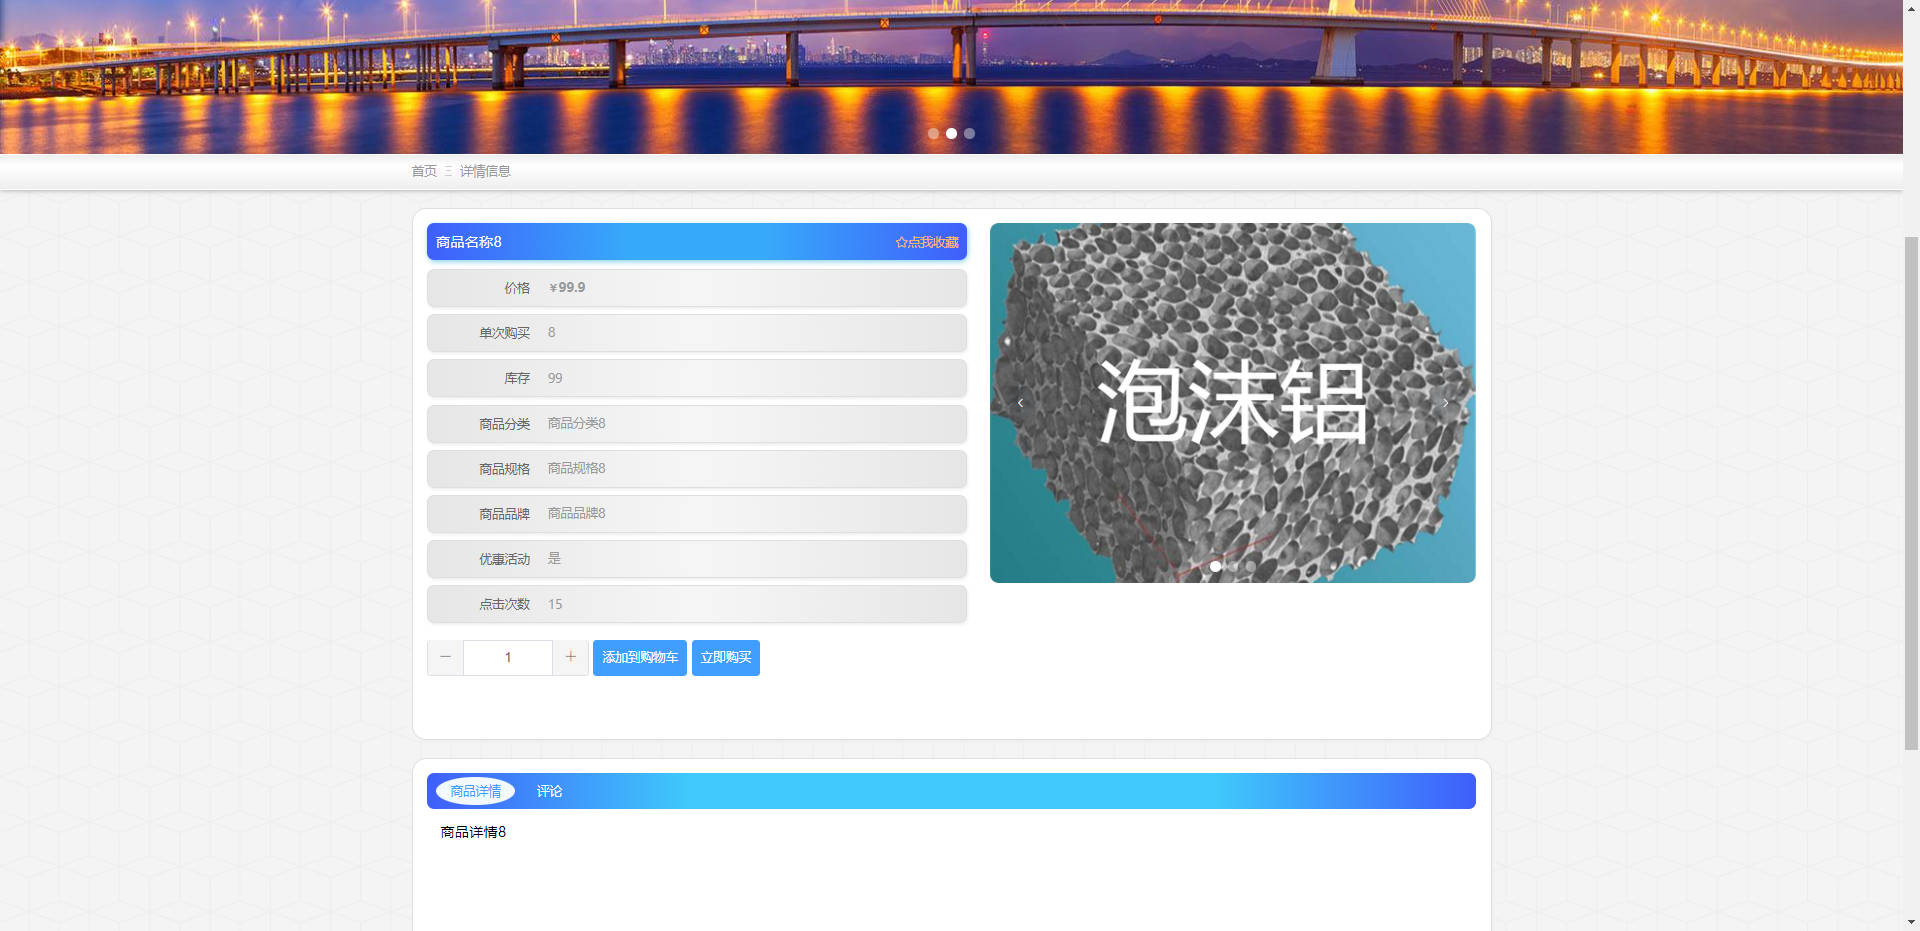 首页 Ξ 详情信息
商品名称8 ☆点我收藏
价格 ¥99.9
单次购买 8
库存 99
商品分类 商品分类8
商品规格 商品规格8
商品品牌 商品品牌8
优惠活动 是
点击次数 15
1 添加到购物车 立即购买
泡沫铝
商品详情 评论
商品详情8